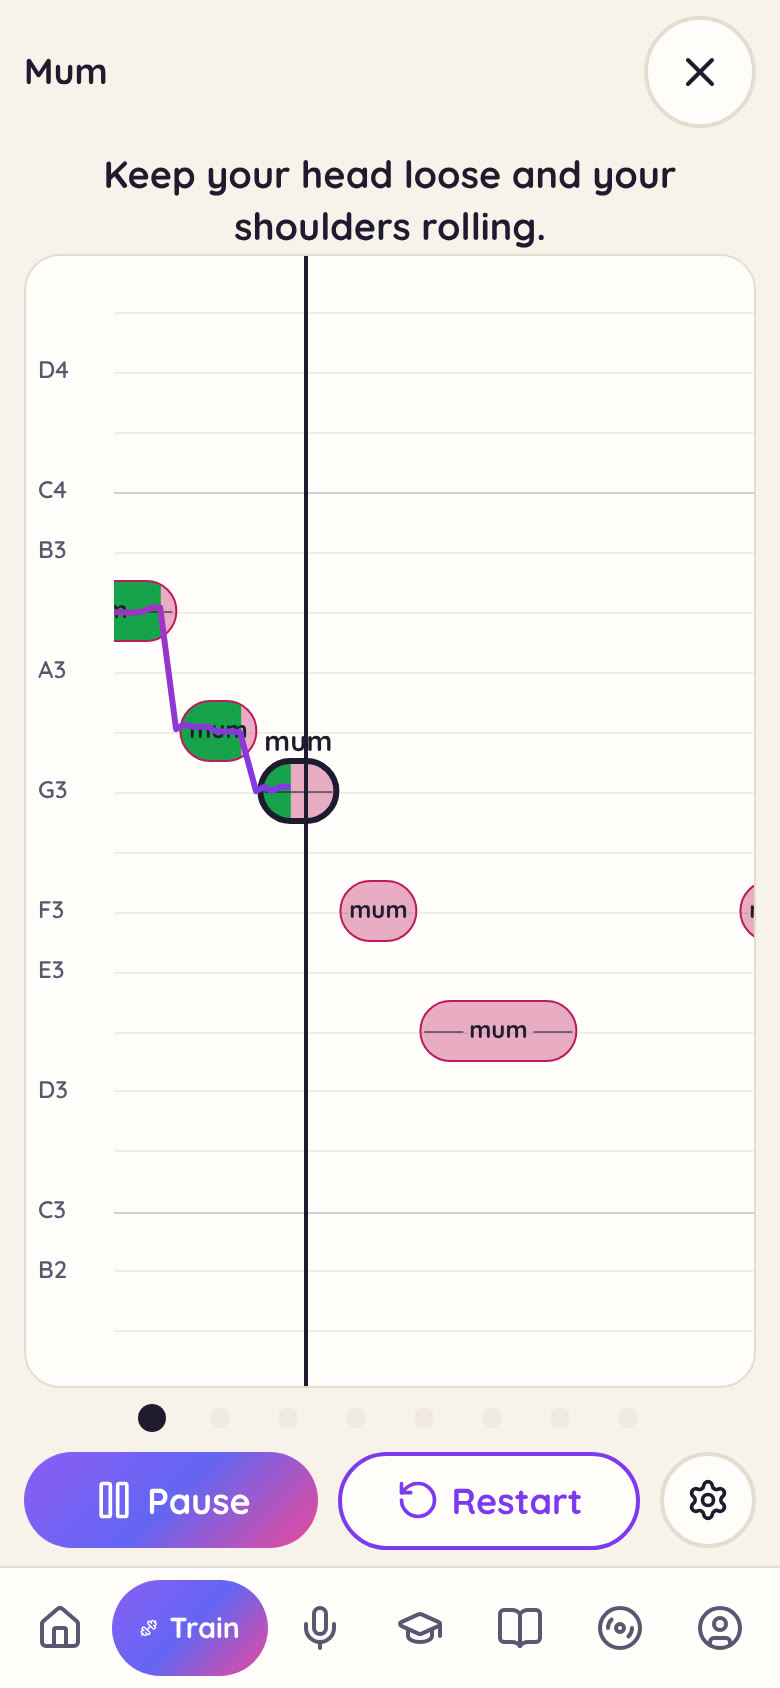 Mum
Keep your head loose and your
shoulders rolling.
D4
C4
B3
A3
mum
mum
G3
F3
mum
E3
mum
D3
C3
B2
Pause
Restart
Train